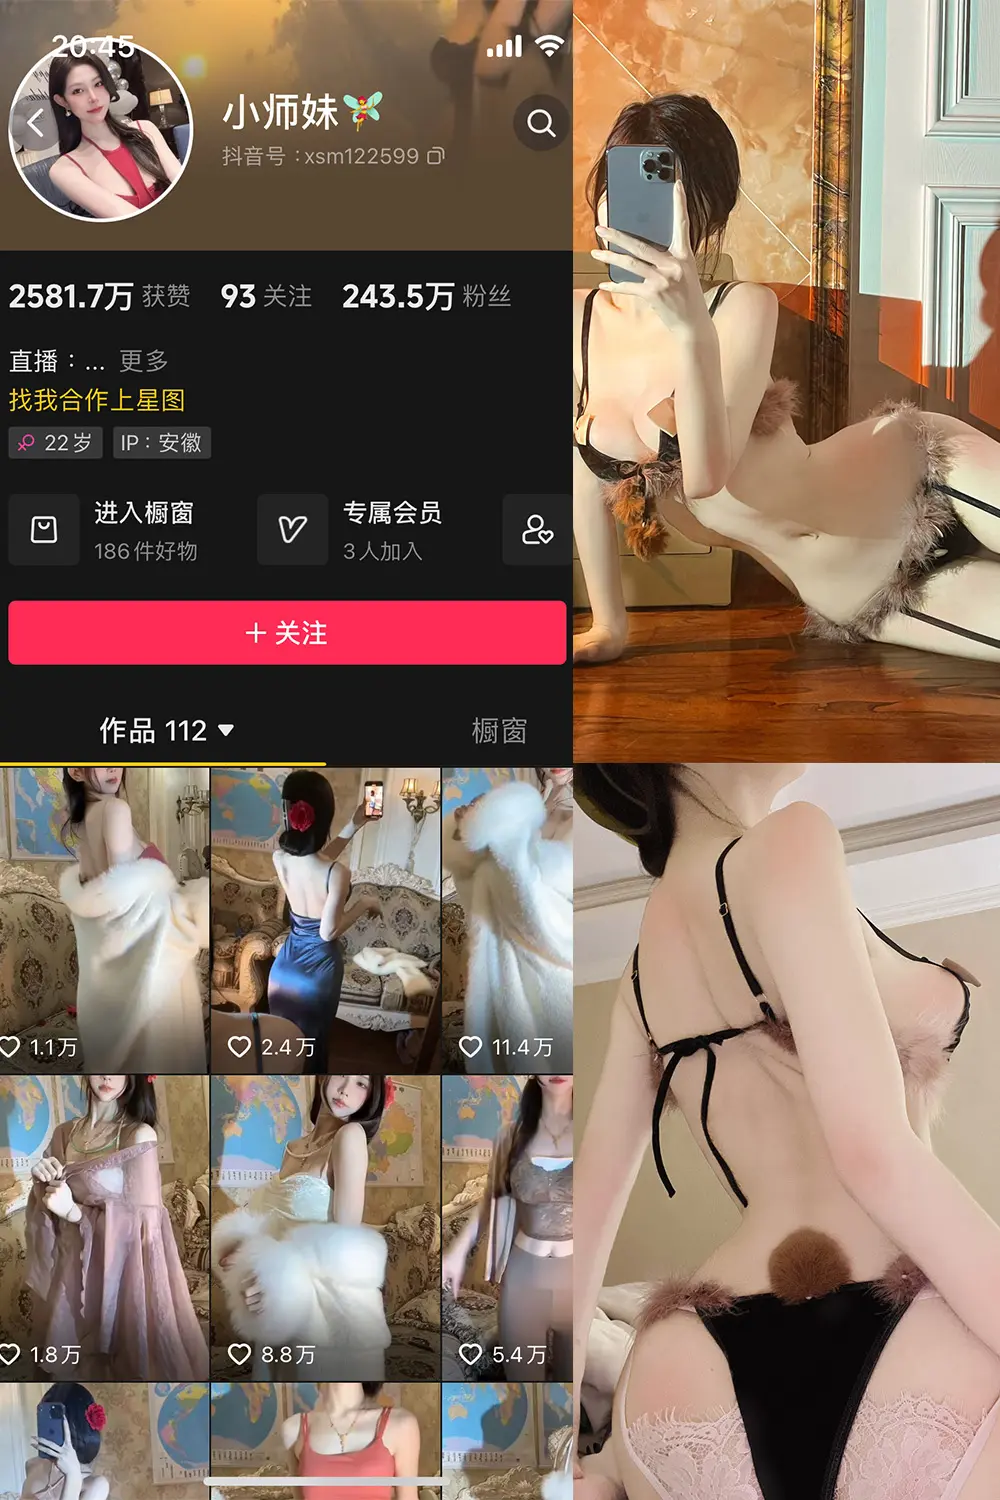 20:45
小师妹
抖音号：xsm122599
2581.7万 获赞 93 关注 243.5万 粉丝
直播：... 更多
找我合作上星图
22岁 IP：安徽
进入橱窗
186件好物
专属会员
3人加入
+ 关注
作品 112
橱窗
1.1万
2.4万
11.4万
1.8万
8.8万
5.4万